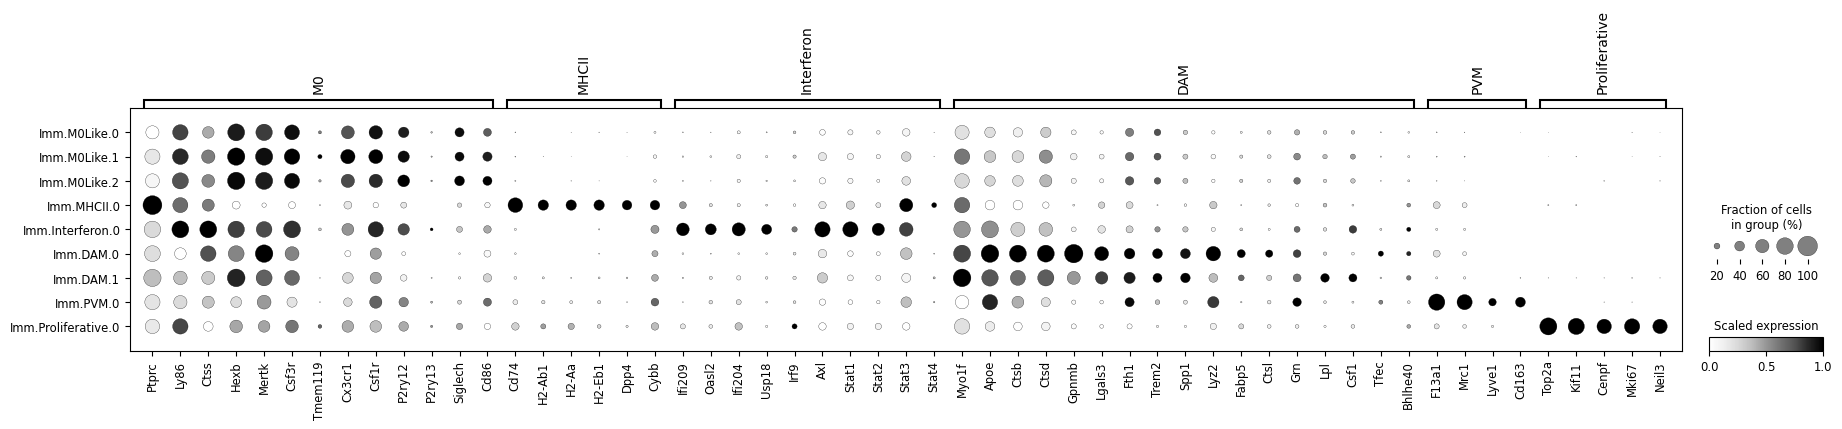 M0
MHCII
Interferon
DAM
PVM
Proliferative
Imm.M0Like.0
Imm.M0Like.1
Imm.M0Like.2
Imm.MHCII.0
Imm.Interferon.0
Imm.DAM.0
Imm.DAM.1
Imm.PVM.0
Imm.Proliferative.0
Ptprc
Ly86
Ctss
Hexb
Mertk
Csf3r
Tmem119
Cx3cr1
Csf1r
P2ry12
P2ry13
Siglech
Cd86
Cd74
H2-Ab1
H2-Aa
H2-Eb1
Dpp4
Cybb
Ifi209
Oasl2
Ifi204
Usp18
Irf9
Axl
Stat1
Stat2
Stat3
Stat4
Myo1f
Apoe
Ctsb
Ctsd
Gpnmb
Lgals3
Fth1
Trem2
Spp1
Lyz2
Fabp5
Ctsl
Grn
Lpl
Csf1
Tfec
Bhlhe40
F13a1
Mrc1
Lyve1
Cd163
Top2a
Kif11
Cenpf
Mki67
Neil3
Fraction of cells
in group (%)
20 40 60 80 100
Scaled expression
0.0 0.5 1.0